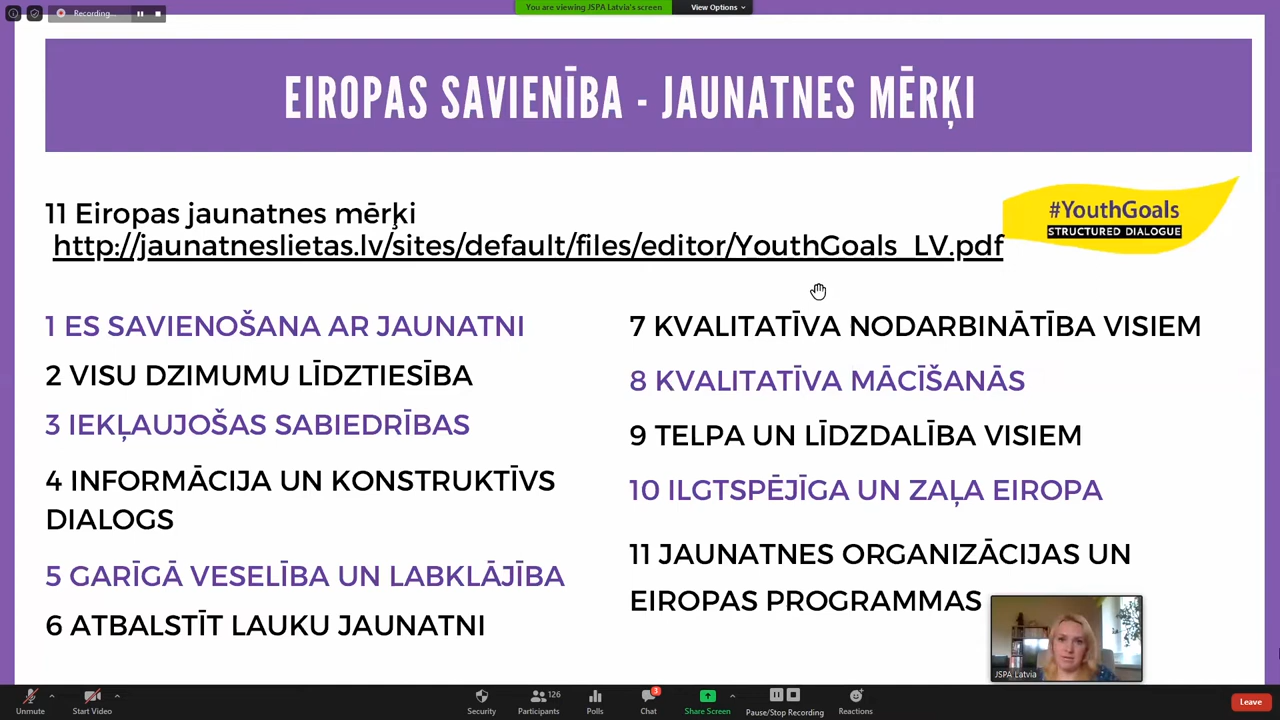 Recording...
You are viewing JSPA Latvia's screen
View Options
EIROPAS SAVIENĪBA - JAUNATNES MĒRĶI
11 Eiropas jaunatnes mērķi
http://jaunatneslietas.lv/sites/default/files/editor/YouthGoals_LV.pdf
#YouthGoals
STRUCTURED DIALOGUE
1 ES SAVIENOŠANA AR JAUNATNI
2 VISU DZIMUMU LĪDZTIESĪBA
3 IEKĻAUJOŠAS SABIEDRĪBAS
4 INFORMĀCIJA UN KONSTRUKTĪVS
DIALOGS
5 GARĪGĀ VESELĪBA UN LABKLĀJĪBA
6 ATBALSTĪT LAUKU JAUNATNI
7 KVALITATĪVA NODARBINĀTĪBA VISIEM
8 KVALITATĪVA MĀCĪŠANĀS
9 TELPA UN LĪDZDALĪBA VISIEM
10 ILGTSPĒJĪGA UN ZAĻA EIROPA
11 JAUNATNES ORGANIZĀCIJAS UN
EIROPAS PROGRAMMAS
JSPA Latvia
Unmute
Start Video
Security
Participants
126
Polls
Chat
3
Share Screen
Pause/Stop Recording
Reactions
Leave